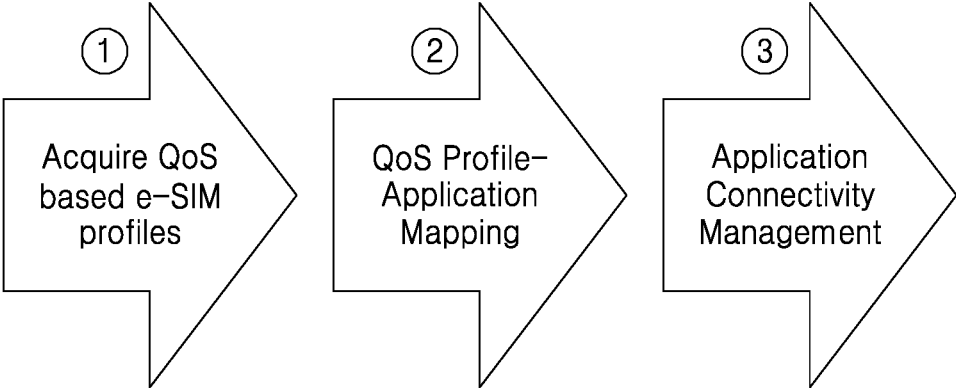 1
Acquire QoS
based e-SIM
profiles
2
QoS Profile-
Application
Mapping
3
Application
Connectivity
Management